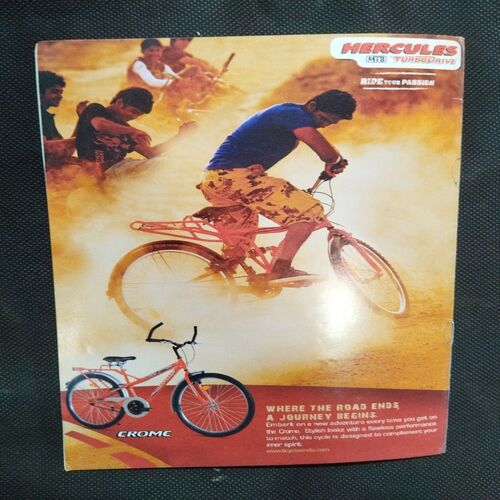 HERCULES
MTB TURBODRIVE
RIDE YOUR PASSION
CROME
WHERE THE ROAD ENDS,
A JOURNEY BEGINS.
Embark on a new adventure every time you get on
the Crome. Stylish looks with a flawless performance
to match, this cycle is designed to complement your
inner spirit.